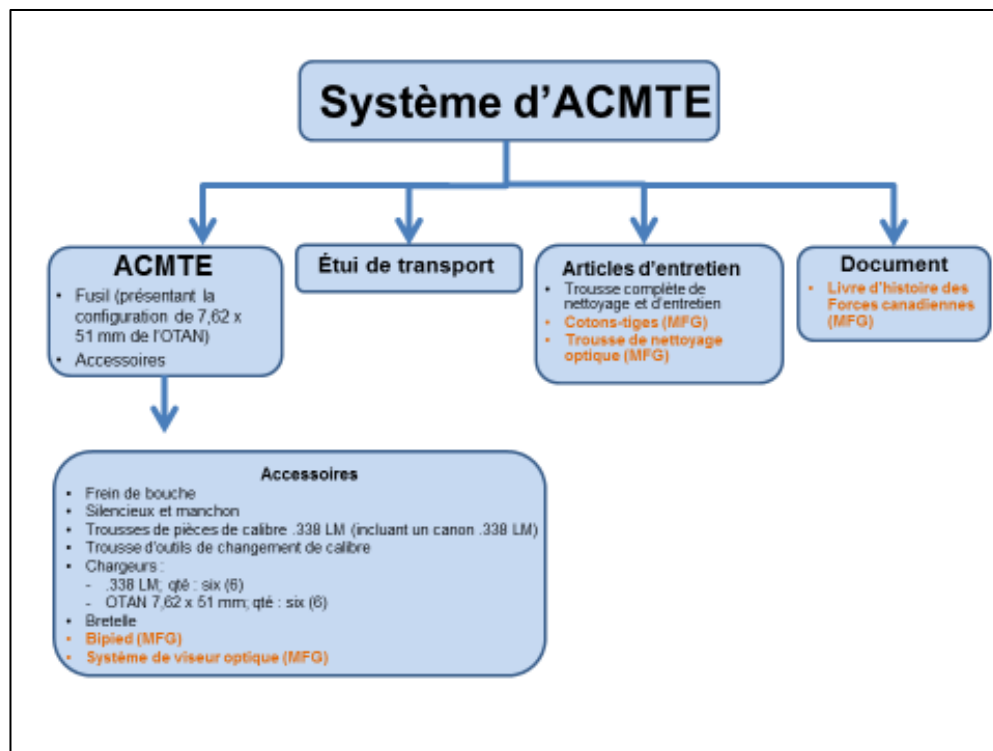 Système d'ACMTE
ACMTE
• Fusil (présentant la
configuration de 7,62 x
51 mm de l'OTAN)
• Accessoires
Étui de transport
Articles d'entretien
• Trousse complète de
nettoyage et d'entretien
• Cotons-tiges (MFG)
• Trousse de nettoyage
optique (MFG)
Document
• Livre d'histoire des
Forces canadiennes
(MFG)
Accessoires
• Frein de bouche
• Silencieux et manchon
• Trousses de pièces de calibre .338 LM (incluant un canon .338 LM)
• Trousse d'outils de changement de calibre
• Chargeurs :
- .338 LM; qté : six (6)
- OTAN 7,62 x 51 mm; qté : six (6)
• Bretelle
• Bipied (MFG)
• Système de viseur optique (MFG)